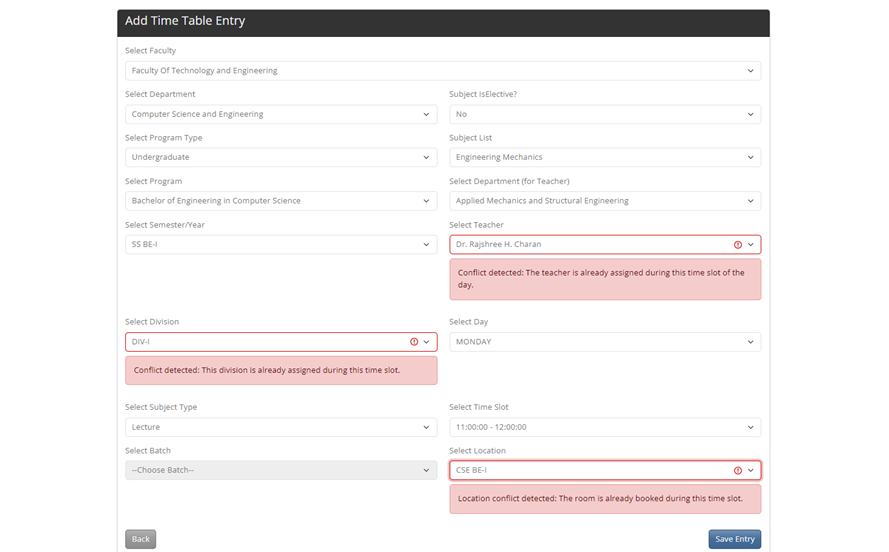 Add Time Table Entry
Select Faculty
Faculty Of Technology and Engineering
Select Department
Computer Science and Engineering
Subject IsElective?
No
Select Program Type
Undergraduate
Subject List
Engineering Mechanics
Select Program
Bachelor of Engineering in Computer Science
Select Department (for Teacher)
Applied Mechanics and Structural Engineering
Select Semester/Year
SS BE-I
Select Teacher
Dr. Rajshree H. Charan
Conflict detected: The teacher is already assigned during this time slot of the
day.
Select Division
DIV-I
Conflict detected: This division is already assigned during this time slot.
Select Day
MONDAY
Select Subject Type
Lecture
Select Time Slot
11:00:00 - 12:00:00
Select Batch
--Choose Batch--
Select Location
CSE BE-I
Location conflict detected: The room is already booked during this time slot.
Back
Save Entry